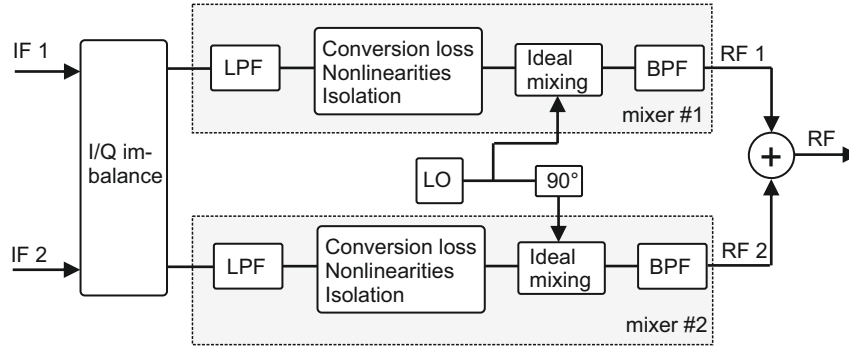 IF 1
IF 2
I/Q im-
balance
LPF
Conversion loss
Nonlinearities
Isolation
Ideal
mixing
BPF
RF 1
mixer #1
LO
90°
+
RF
LPF
Conversion loss
Nonlinearities
Isolation
Ideal
mixing
BPF
RF 2
mixer #2